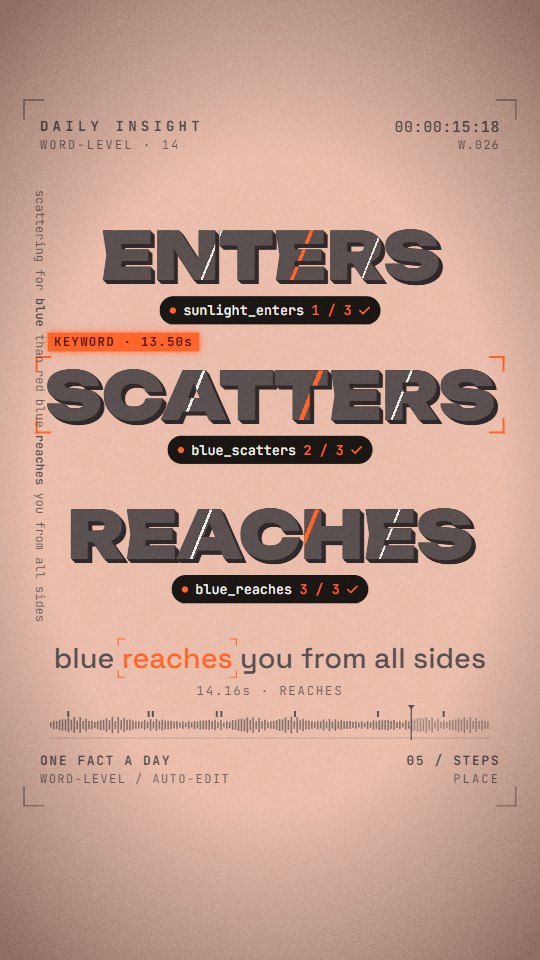 DAILY INSIGHT
WORD-LEVEL · 14
00:00:15:18
W.026
scattering for blue than red blue reaches you from all sides
ENTERS
sunlight_enters 1 / 3 ✓
KEYWORD · 13.50s
SCATTERS
blue_scatters 2 / 3 ✓
REACHES
blue_reaches 3 / 3 ✓
blue reaches you from all sides
14.16s · REACHES
ONE FACT A DAY
WORD-LEVEL / AUTO-EDIT
05 / STEPS
PLACE